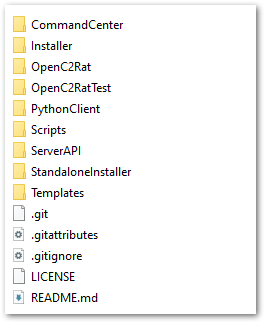 CommandCenter
Installer
OpenC2Rat
OpenC2RatTest
PythonClient
Scripts
ServerAPI
StandaloneInstaller
Templates
.git
.gitattributes
.gitignore
LICENSE
README.md